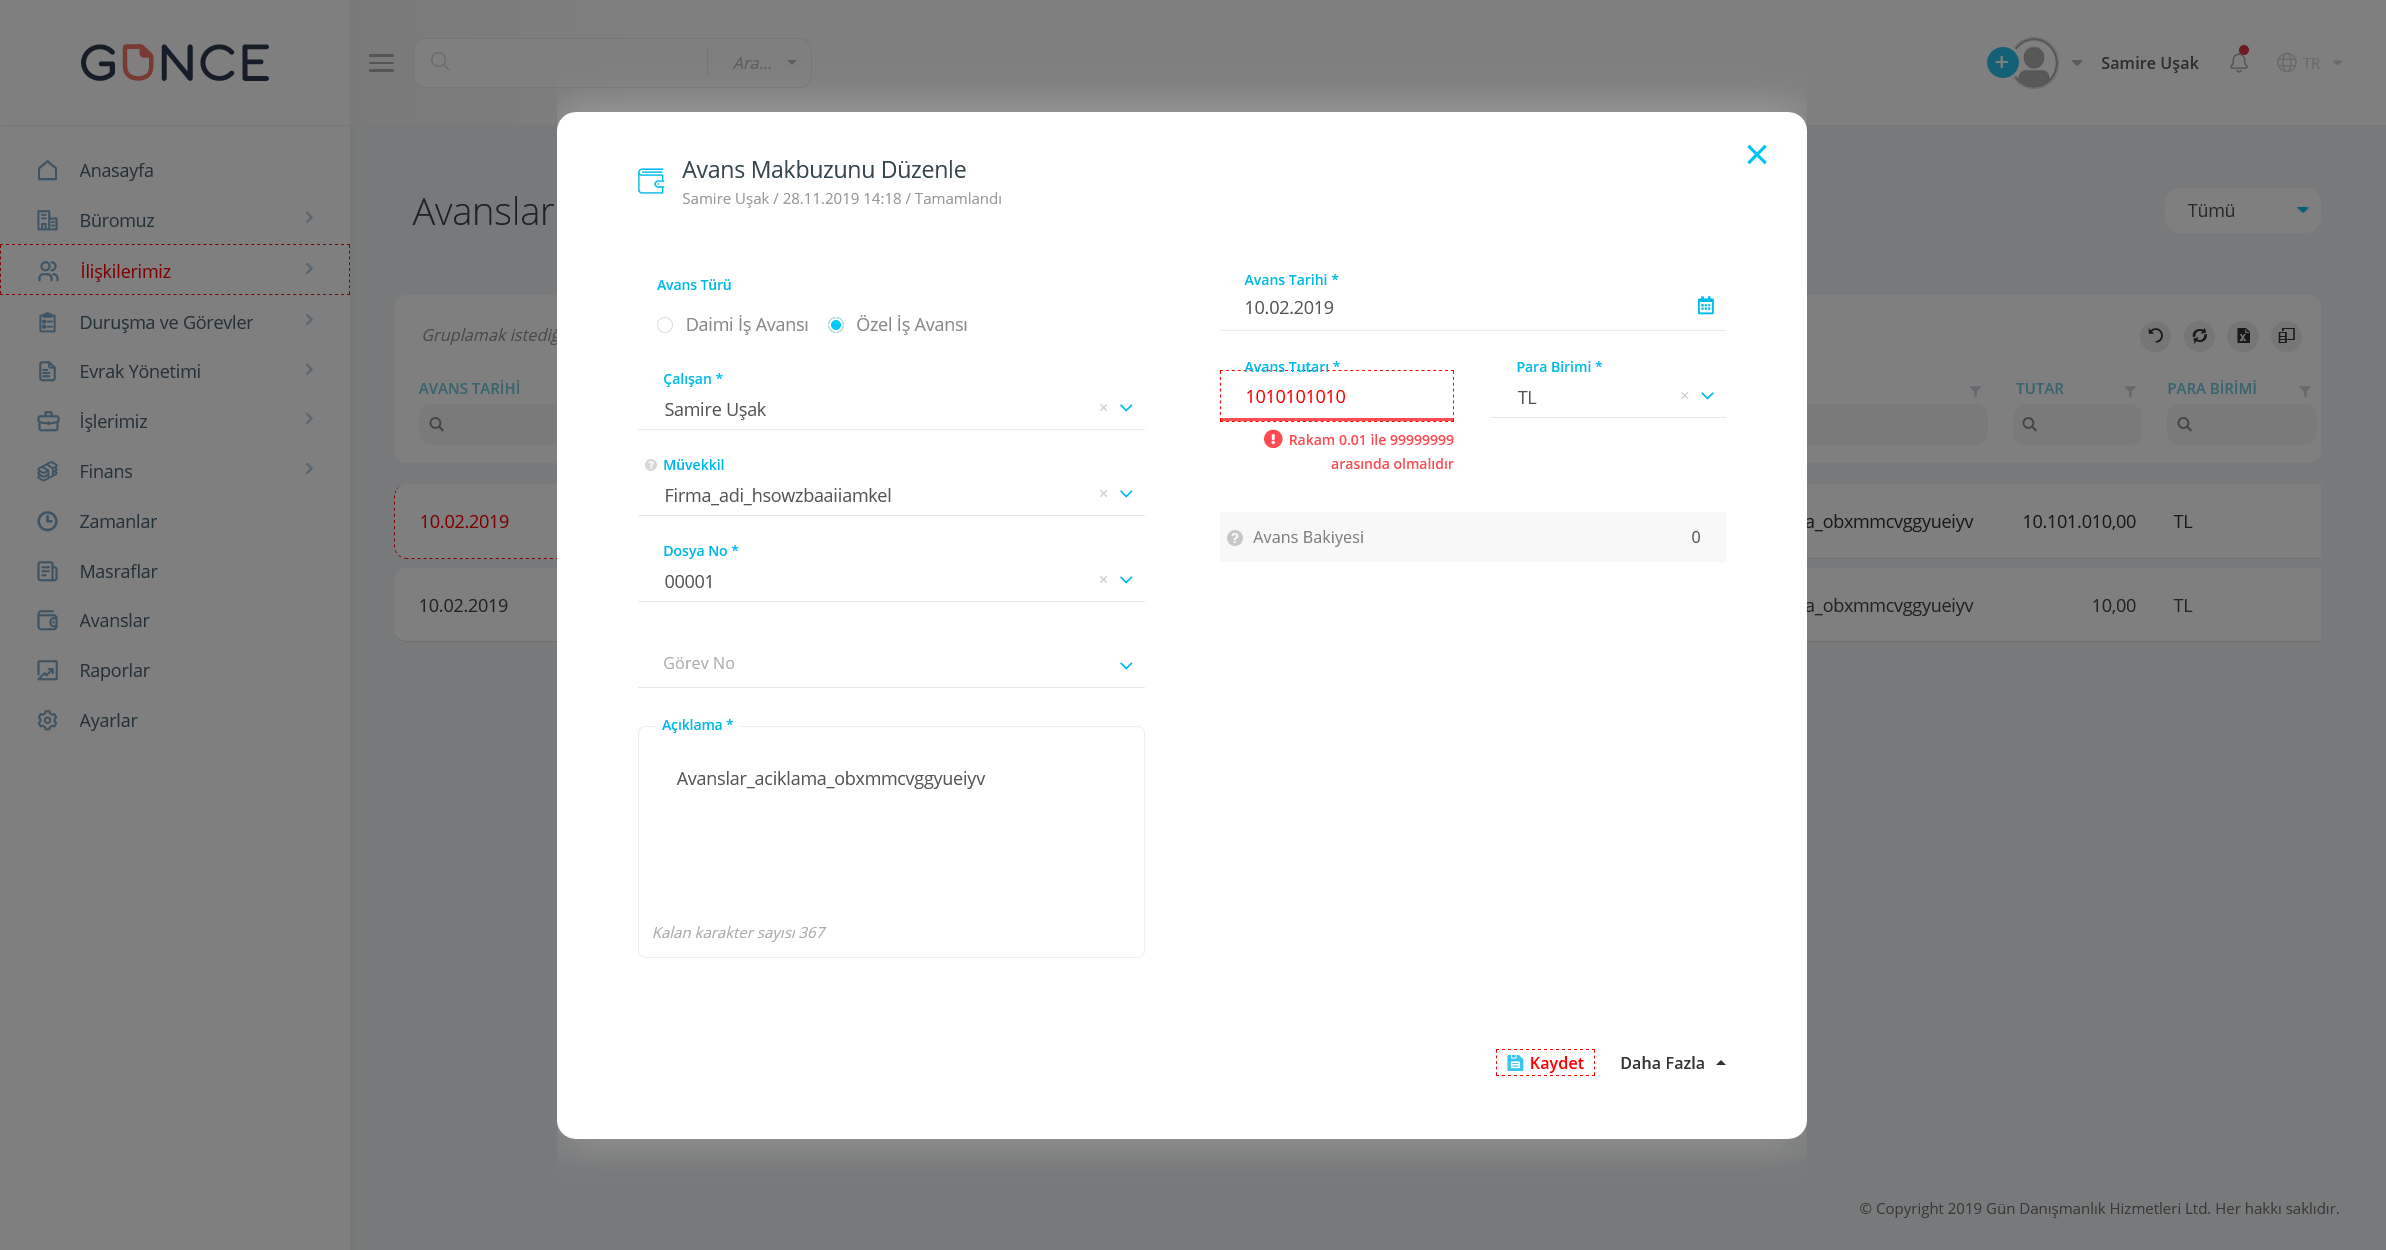 GÜNCE
Ara...
Samire Uşak
TR
Anasayfa
Büromuz
İlişkilerimiz
Duruşma ve Görevler
Evrak Yönetimi
İşlerimiz
Finans
Zamanlar
Masraflar
Avanslar
Raporlar
Ayarlar
Avanslar
Tümü
Gruplamak istediğ
AVANS TARİHİ
TUTAR
PARA BİRİMİ
10.02.2019
a_obxmmcvggyueiyv
10.101.010,00
TL
10.02.2019
a_obxmmcvggyueiyv
10,00
TL
Avans Makbuzunu Düzenle
Samire Uşak / 28.11.2019 14:18 / Tamamlandı
Avans Türü
Daimi İş Avansı
Özel İş Avansı
Çalışan *
Samire Uşak
Müvekkil
Firma_adi_hsowzbaaiiamkel
Dosya No *
00001
Görev No
Açıklama *
Avanslar_aciklama_obxmmcvggyueiyv
Kalan karakter sayısı 367
Avans Tarihi *
10.02.2019
Avans Tutarı *
1010101010
Rakam 0.01 ile 99999999
arasında olmalıdır
Para Birimi *
TL
Avans Bakiyesi
0
Kaydet
Daha Fazla
© Copyright 2019 Gün Danışmanlık Hizmetleri Ltd. Her hakkı saklıdır.